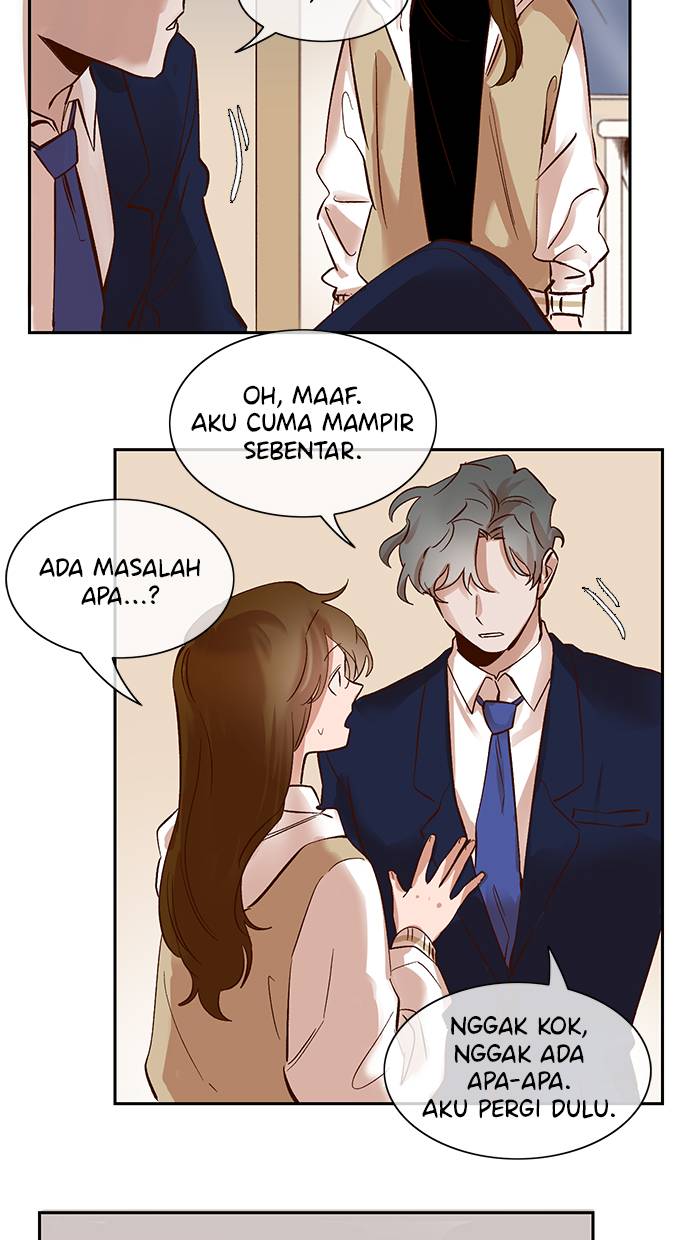 OH, MAAF.
AKU CUMA MAMPIR
SEBENTAR.
ADA MASALAH
APA...?
NGGAK KOK,
NGGAK ADA
APA-APA.
AKU PERGI DULU.